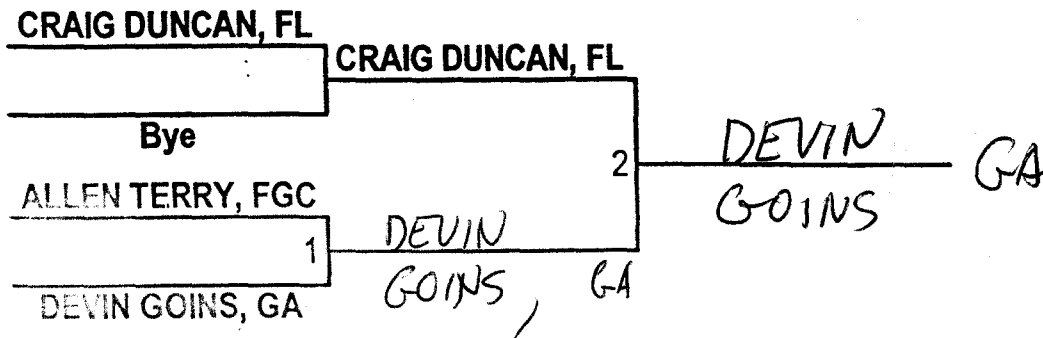 CRAIG DUNCAN, FL
CRAIG DUNCAN, FL
Bye
2
DEVIN
GOINS
GA
ALLEN TERRY, FGC
1
DEVIN
GOINS, GA
DEVIN GOINS, GA